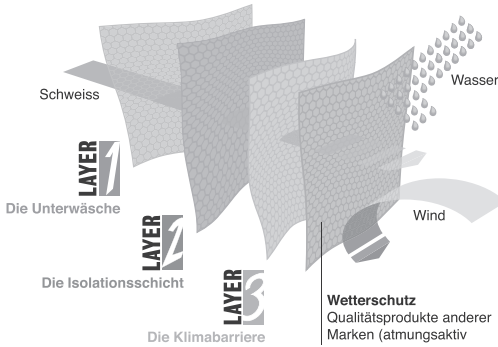 Wasser
Schweiss
LAYER 1
Die Unterwäsche
Wind
LAYER 2
Die Isolationsschicht
LAYER 3
Die Klimabarriere
Wetterschutz
Qualitätsprodukte anderer
Marken (atmungsaktiv